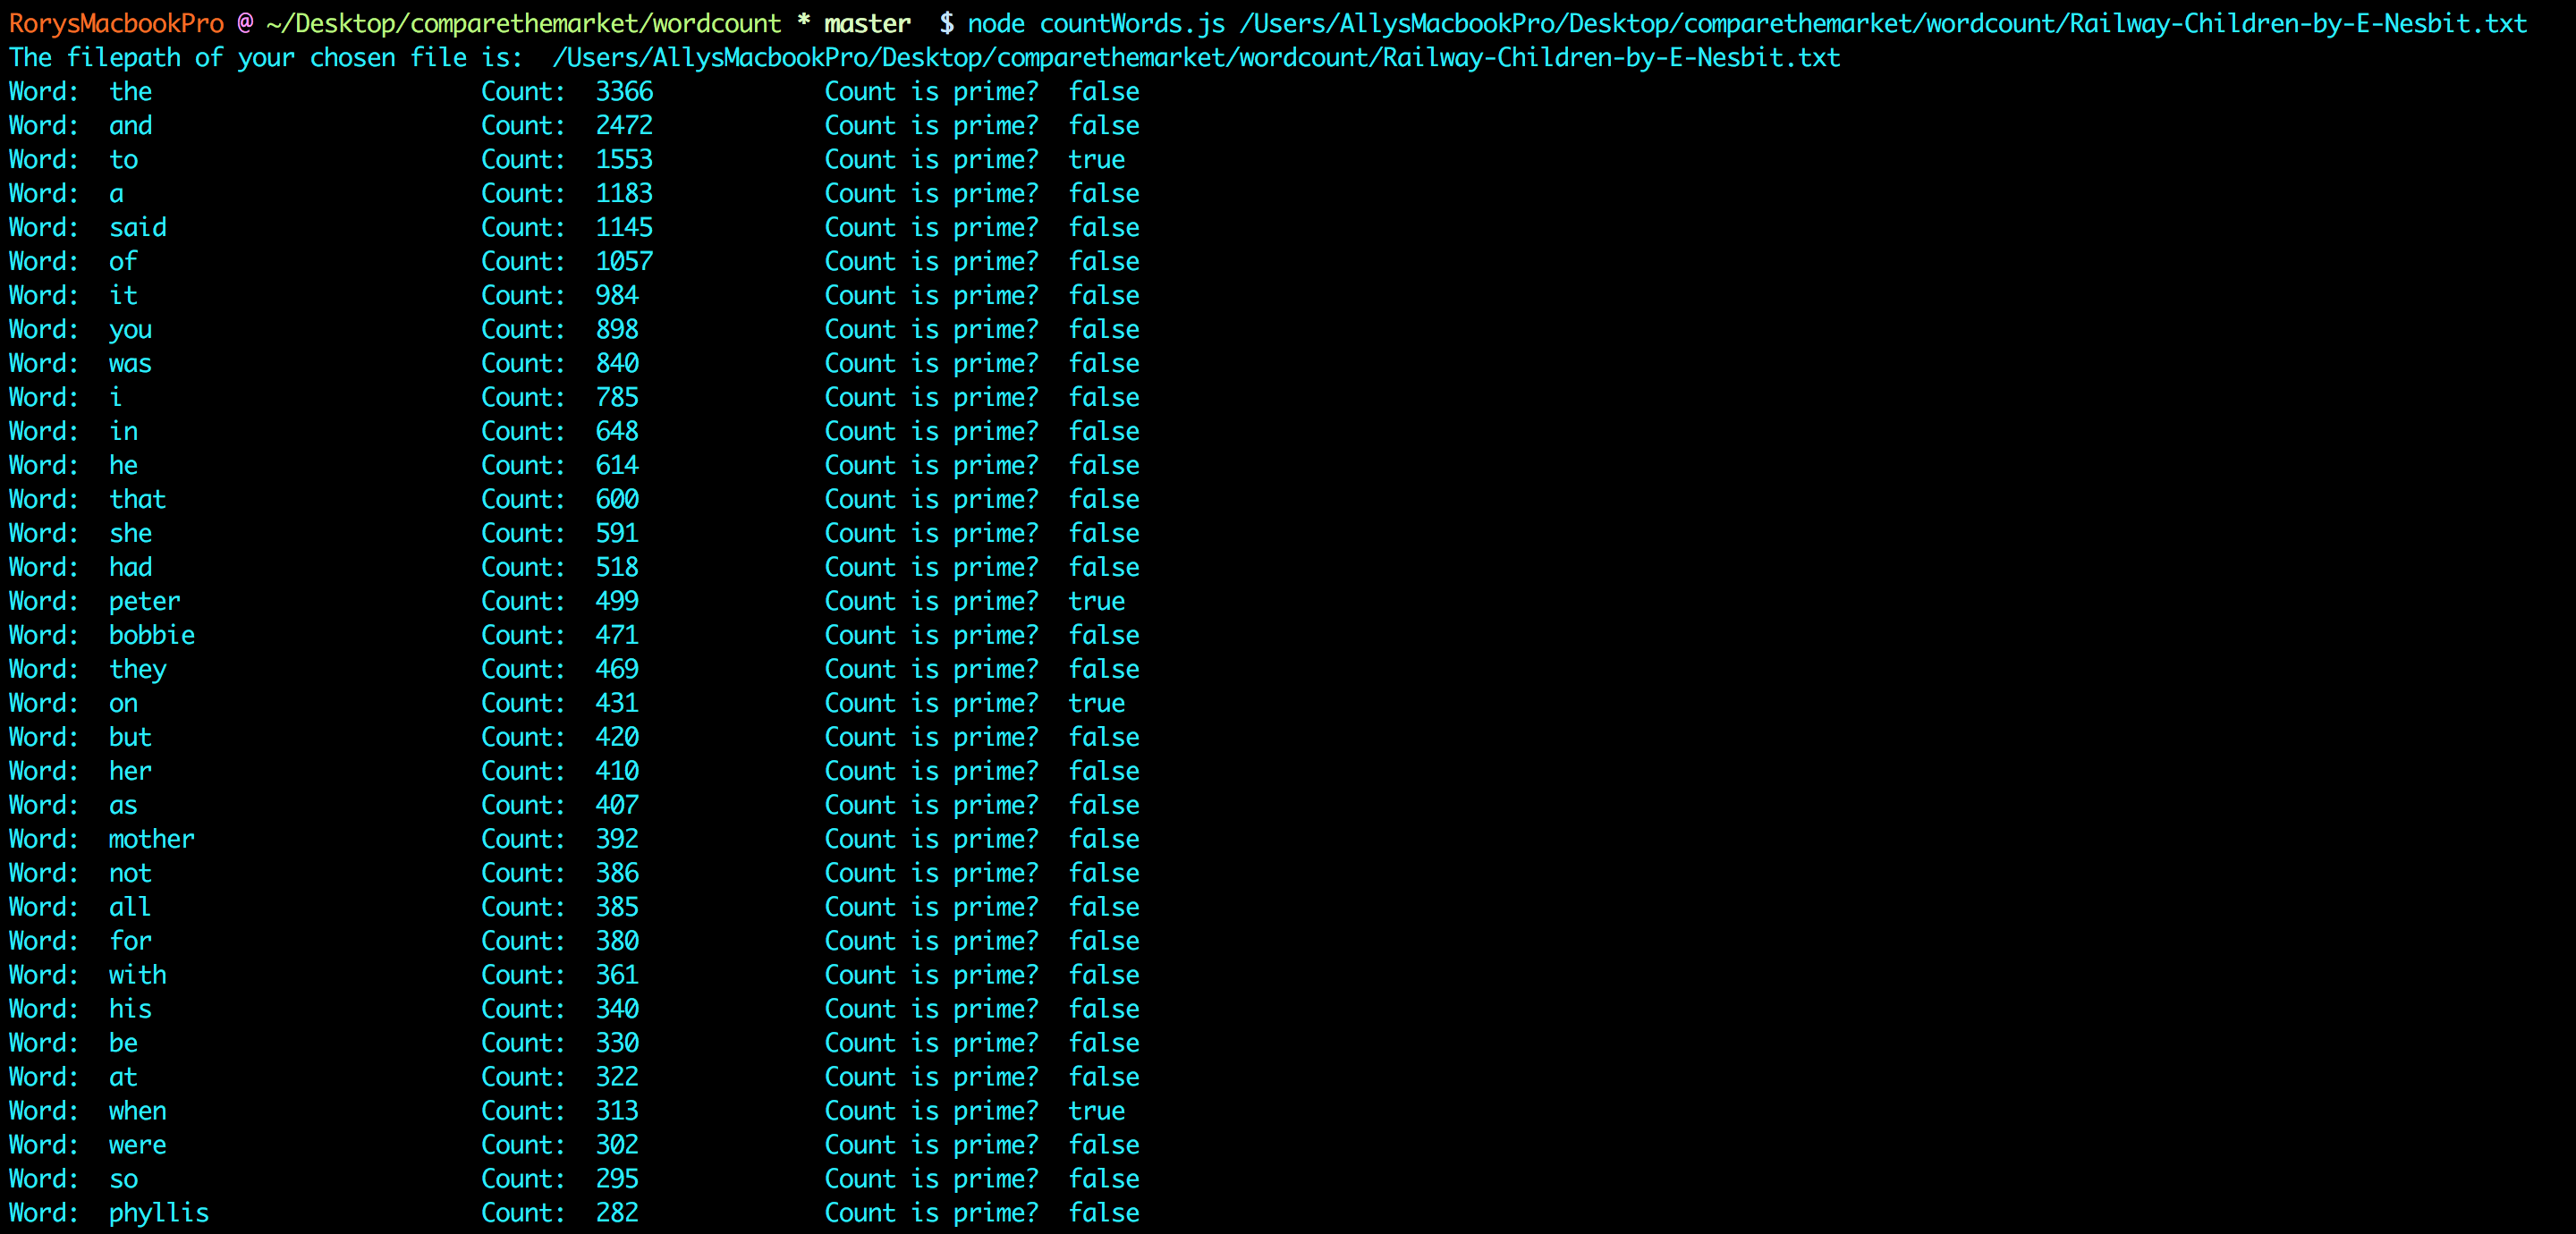 RorysMacbookPro @ ~/Desktop/comparethemarket/wordcount * master $ node countWords.js /Users/AllysMacbookPro/Desktop/comparethemarket/wordcount/Railway-Children-by-E-Nesbit.txt
The filepath of your chosen file is: /Users/AllysMacbookPro/Desktop/comparethemarket/wordcount/Railway-Children-by-E-Nesbit.txt
Word: the Count: 3366 Count is prime? false
Word: and Count: 2472 Count is prime? false
Word: to Count: 1553 Count is prime? true
Word: a Count: 1183 Count is prime? false
Word: said Count: 1145 Count is prime? false
Word: of Count: 1057 Count is prime? false
Word: it Count: 984 Count is prime? false
Word: you Count: 898 Count is prime? false
Word: was Count: 840 Count is prime? false
Word: i Count: 785 Count is prime? false
Word: in Count: 648 Count is prime? false
Word: he Count: 614 Count is prime? false
Word: that Count: 600 Count is prime? false
Word: she Count: 591 Count is prime? false
Word: had Count: 518 Count is prime? false
Word: peter Count: 499 Count is prime? true
Word: bobbie Count: 471 Count is prime? false
Word: they Count: 469 Count is prime? false
Word: on Count: 431 Count is prime? true
Word: but Count: 420 Count is prime? false
Word: her Count: 410 Count is prime? false
Word: as Count: 407 Count is prime? false
Word: mother Count: 392 Count is prime? false
Word: not Count: 386 Count is prime? false
Word: all Count: 385 Count is prime? false
Word: for Count: 380 Count is prime? false
Word: with Count: 361 Count is prime? false
Word: his Count: 340 Count is prime? false
Word: be Count: 330 Count is prime? false
Word: at Count: 322 Count is prime? false
Word: when Count: 313 Count is prime? true
Word: were Count: 302 Count is prime? false
Word: so Count: 295 Count is prime? false
Word: phyllis Count: 282 Count is prime? false